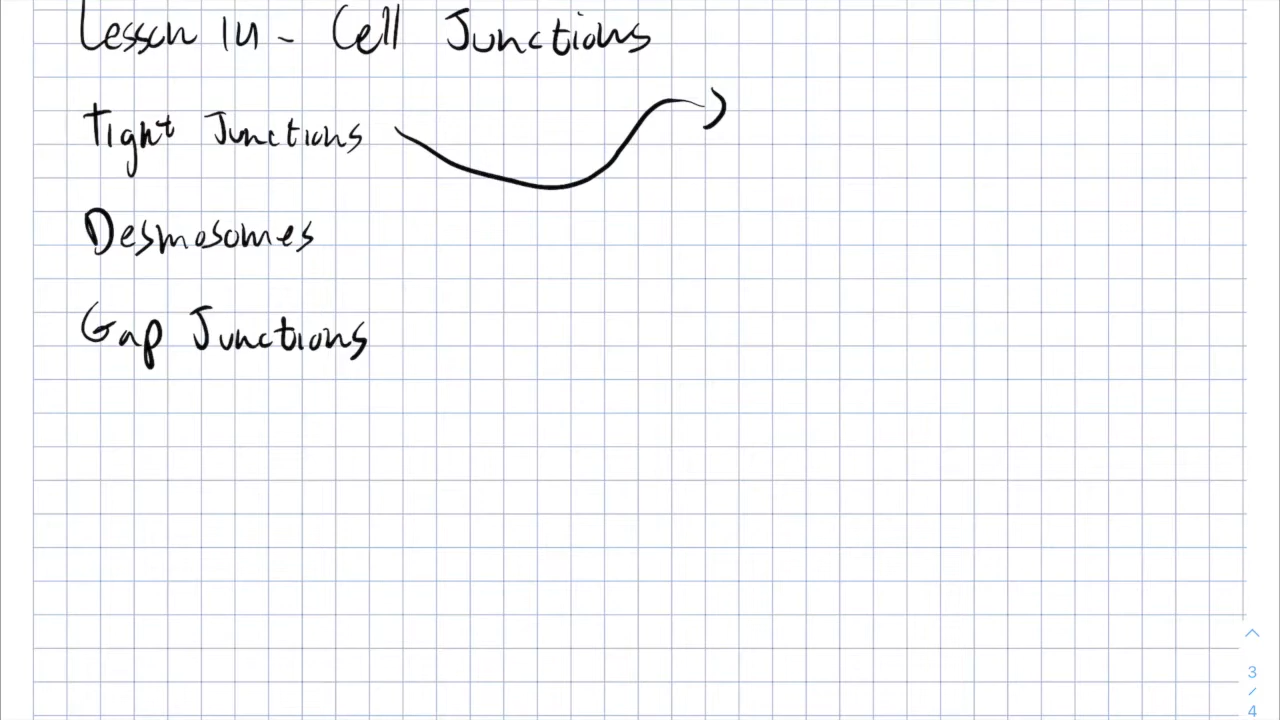 Lesson 14 - Cell Junctions
Tight Junctions
Desmosomes
Gap Junctions
3
/
4